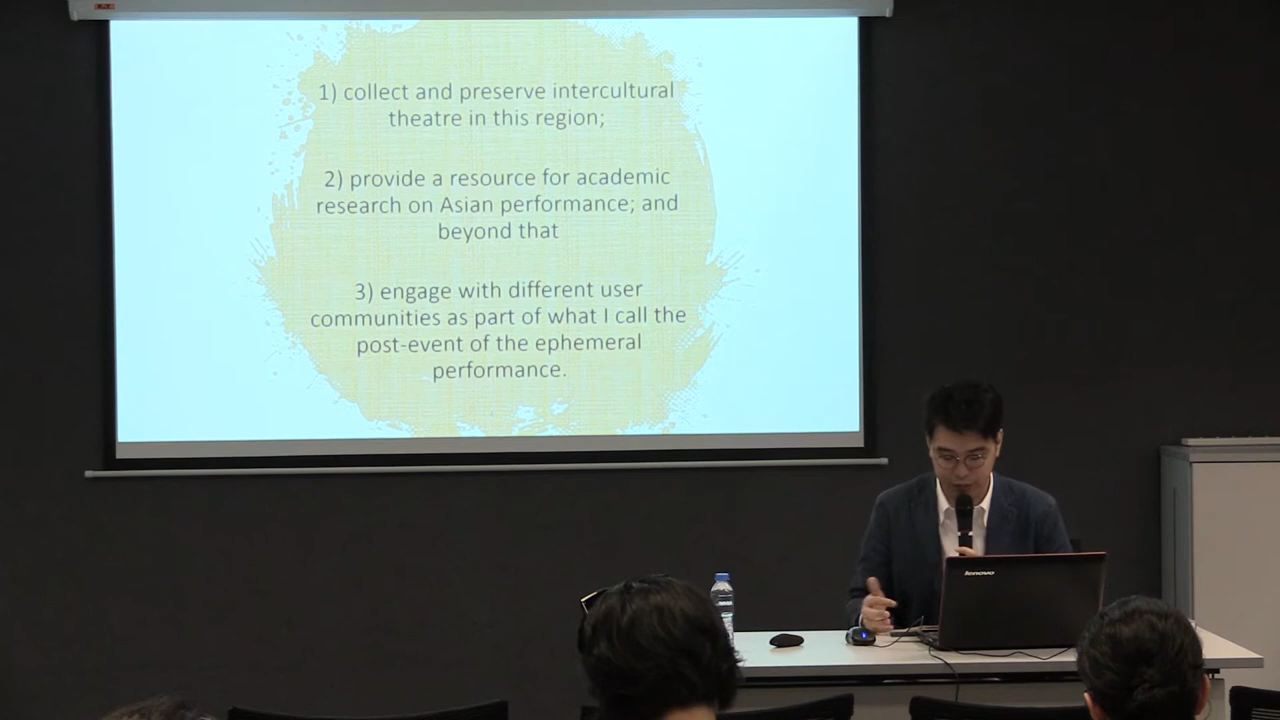 1) collect and preserve intercultural
theatre in this region;
2) provide a resource for academic
research on Asian performance; and
beyond that
3) engage with different user
communities as part of what I call the
post-event of the ephemeral
performance.
lenovo